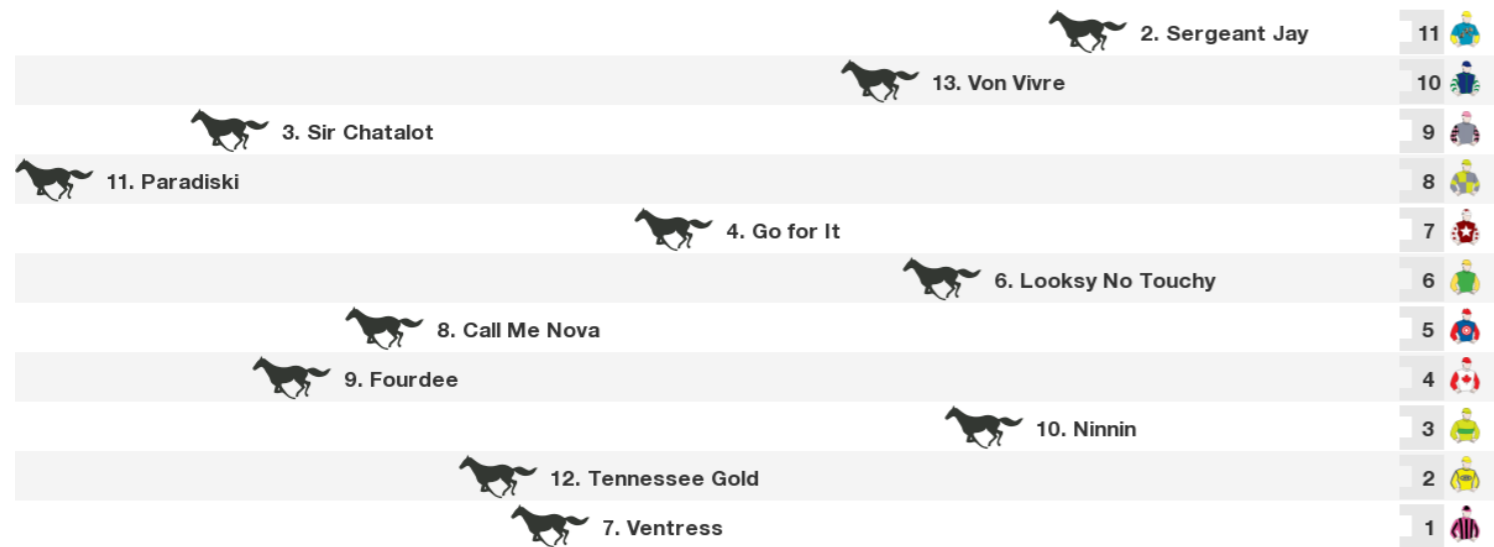 2. Sergeant Jay 11
13. Von Vivre 10
3. Sir Chatalot 9
11. Paradiski 8
4. Go for It 7
6. Looksy No Touchy 6
8. Call Me Nova 5
9. Fourdee 4
10. Ninnin 3
12. Tennessee Gold 2
7. Ventress 1